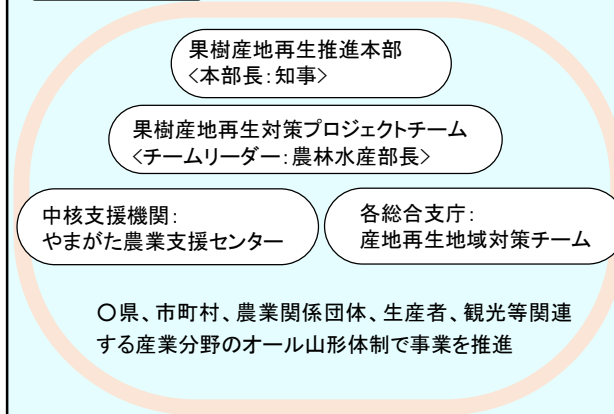 果樹産地再生推進本部
<本部長:知事>
果樹産地再生対策プロジェクトチーム
<チームリーダー:農林水産部長>
中核支援機関:
やまがた農業支援センター
各総合支庁:
産地再生地域対策チーム
〇県、市町村、農業関係団体、生産者、観光等関連
する産業分野のオール山形体制で事業を推進